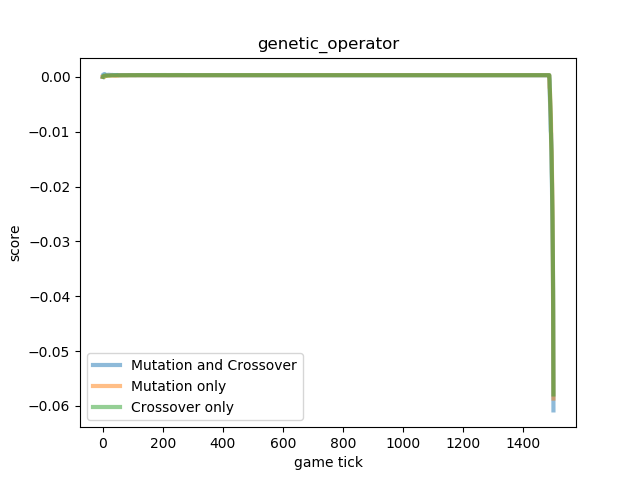 genetic_operator
0.00
−0.01
−0.02
−0.03
−0.04
−0.05
−0.06
score
Mutation and Crossover
Mutation only
Crossover only
0 200 400 600 800 1000 1200 1400
game tick